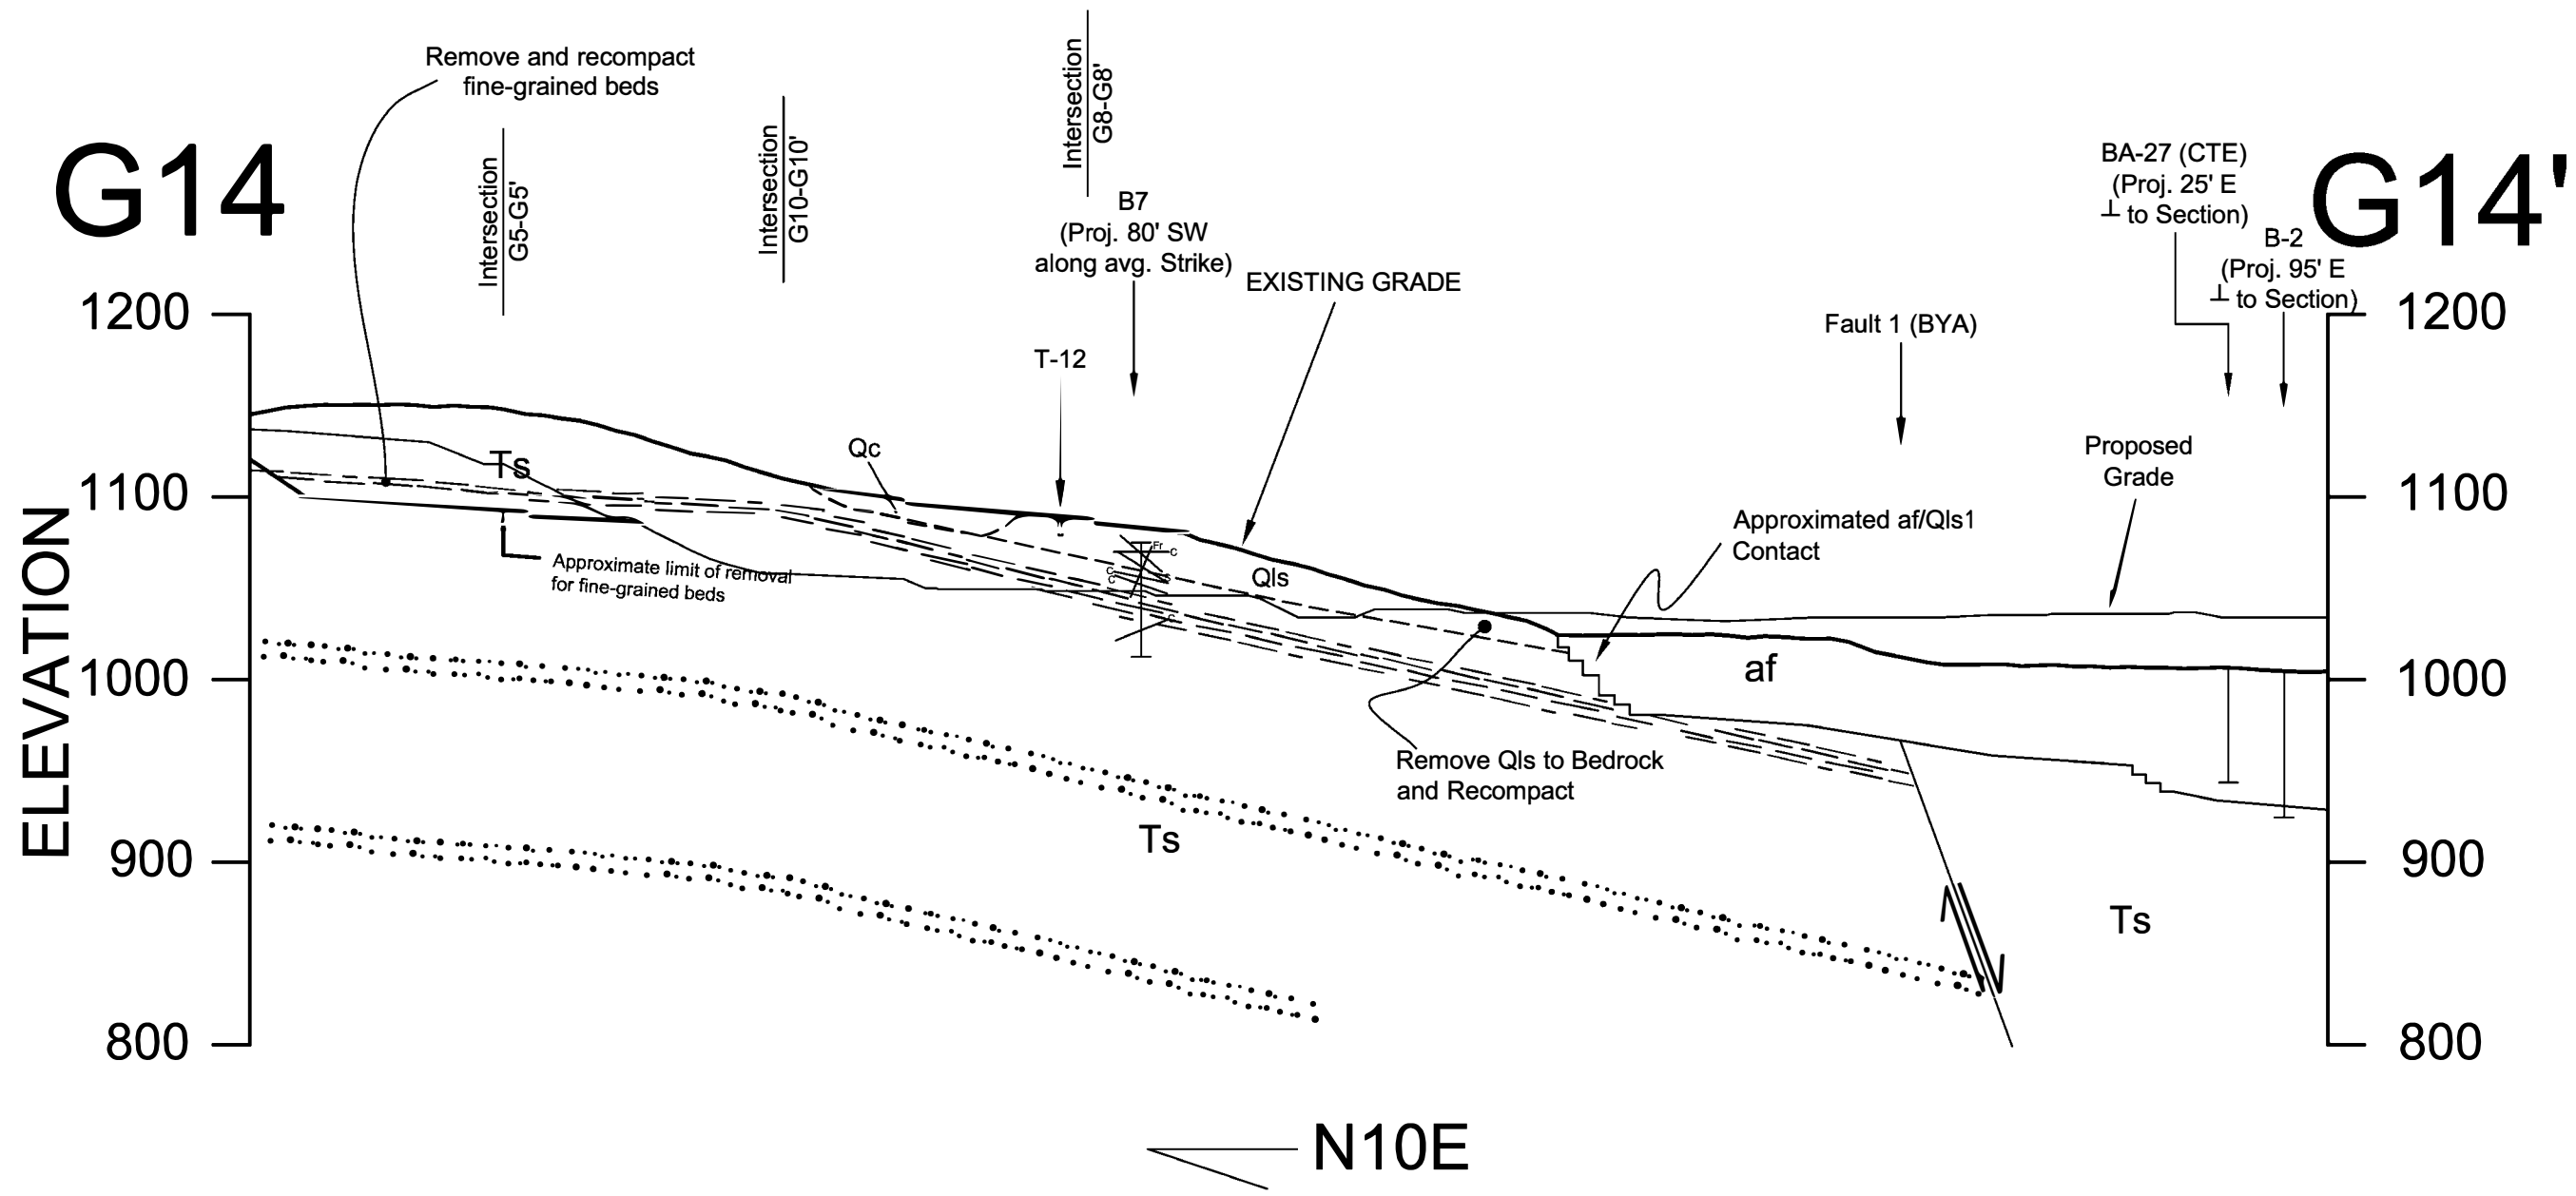 Remove and recompact
fine-grained beds
G14
Intersection
G5-G5'
Intersection
G10-G10'
Intersection
G8-G8'
B7
(Proj. 80' SW
along avg. Strike)
EXISTING GRADE
T-12
Fault 1 (BYA)
BA-27 (CTE)
(Proj. 25' E
⊥ to Section)
B-2
(Proj. 95' E
⊥ to Section)
G14'
ELEVATION
1200
1100
1000
900
800
1200
1100
1000
900
800
Ts
Qc
Proposed
Grade
Approximated af/Qls1
Contact
Fr
C
C
C
S
C
Qls
Approximate limit of removal
for fine-grained beds
af
Remove Qls to Bedrock
and Recompact
Ts
Ts
N10E